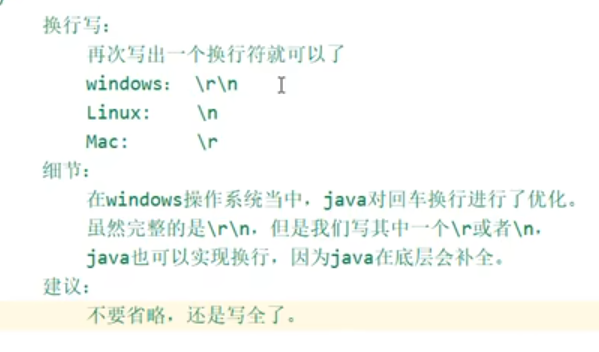 换行写：
再次写出一个换行符就可以了
windows： \r\n
Linux:    \n
Mac:      \r
细节：
在windows操作系统当中，java对回车换行进行了优化。
虽然完整的是\r\n，但是我们写其中一个\r或者\n，
java也可以实现换行，因为java在底层会补全。
建议：
不要省略，还是写全了。